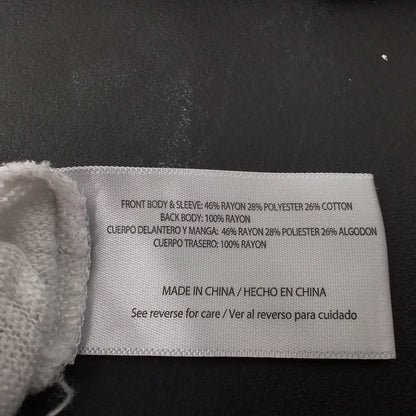 FRONT BODY & SLEEVE: 46% RAYON 28% POLYESTER 26% COTTON
BACK BODY: 100% RAYON
CUERPO DELANTERO Y MANGA: 46% RAYON 28% POLIESTER 26% ALGODON
CUERPO TRASERO: 100% RAYON
MADE IN CHINA / HECHO EN CHINA
See reverse for care / Ver al reverso para cuidado